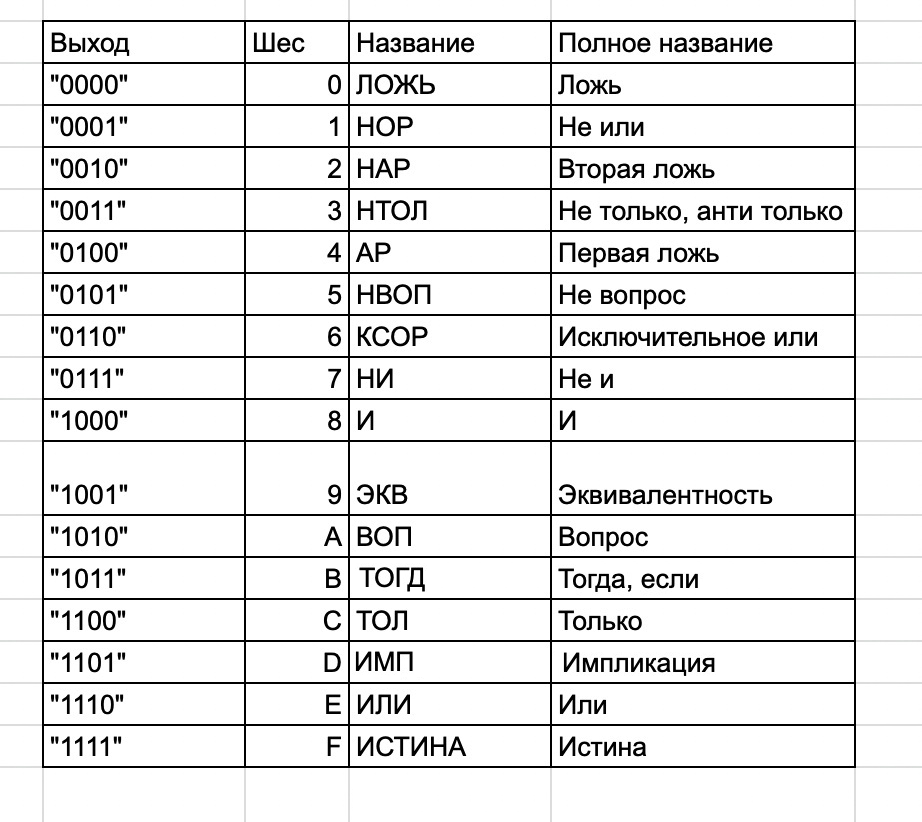 Выход Шес Название Полное название
"0000" 0 ЛОЖЬ Ложь
"0001" 1 НОР Не или
"0010" 2 НАР Вторая ложь
"0011" 3 НТОЛ Не только, анти только
"0100" 4 АР Первая ложь
"0101" 5 НВОП Не вопрос
"0110" 6 КСОР Исключительное или
"0111" 7 НИ Не и
"1000" 8 И И
"1001" 9 ЭКВ Эквивалентность
"1010" A ВОП Вопрос
"1011" B ТОГД Тогда, если
"1100" C ТОЛ Только
"1101" D ИМП Импликация
"1110" E ИЛИ Или
"1111" F ИСТИНА Истина